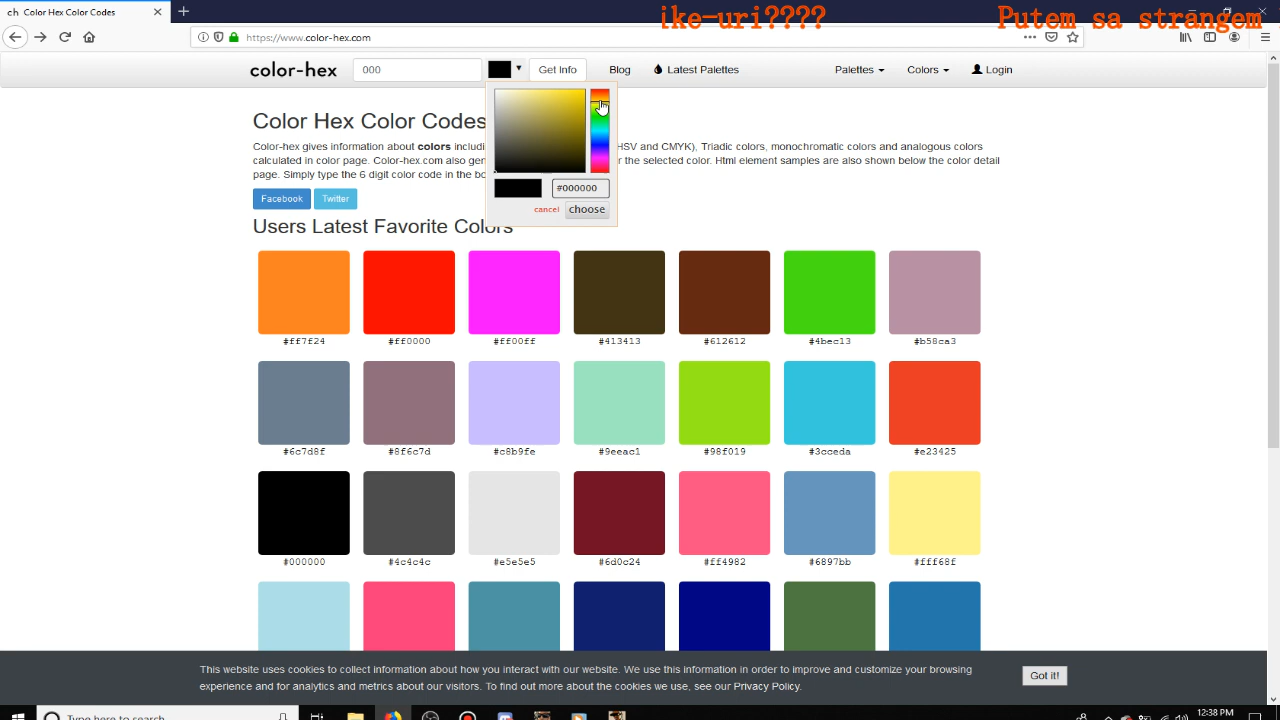 ch Color Hex Color Codes
ike-uri???? Putem sa strangem
https://www.color-hex.com
color-hex 000 Get Info Blog Latest Palettes Palettes Colors Login
Color Hex Color Codes
Color-hex gives information about colors includi HSV and CMYK), Triadic colors, monochromatic colors and analogous colors
calculated in color page. Color-hex.com also gen r the selected color. Html element samples are also shown below the color detail
page. Simply type the 6 digit color code in the bo
#000000
cancel choose
Facebook Twitter
Users Latest Favorite Colors
#ff7f24 #ff0000 #ff00ff #413413 #612612 #4bec13 #b58ca3
#6c7d8f #8f6c7d #c8b9fe #9eeac1 #98f019 #3cceda #e23425
#000000 #4c4c4c #e5e5e5 #6d0c24 #ff4982 #6897bb #fff68f
This website uses cookies to collect information about how you interact with our website. We use this information in order to improve and customize your browsing
experience and for analytics and metrics about our visitors. To find out more about the cookies we use, see our Privacy Policy.
Got it!
Type here to search
12:38 PM